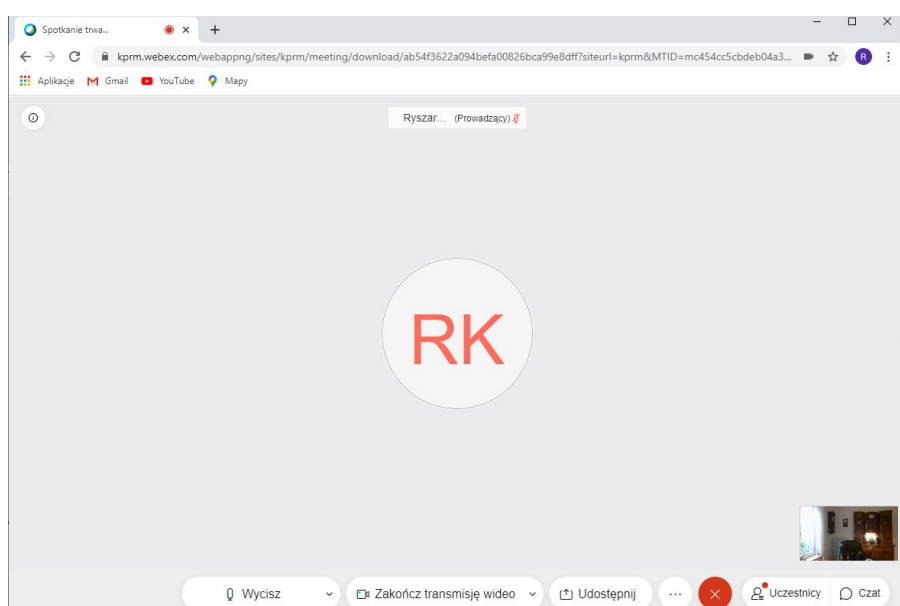 Spotkanie trwa...
kprm.webex.com/webappng/sites/kprm/meeting/download/ab54f3622a094befa00826bca99e8dff?siteurl=kprm&MTID=mc454cc5cbdeb04a3...
R
Aplikacje Gmail YouTube Mapy
Ryszar... (Prowadzący)
RK
Wycisz Zakończ transmisję wideo Udostępnij ... Uczestnicy Czat